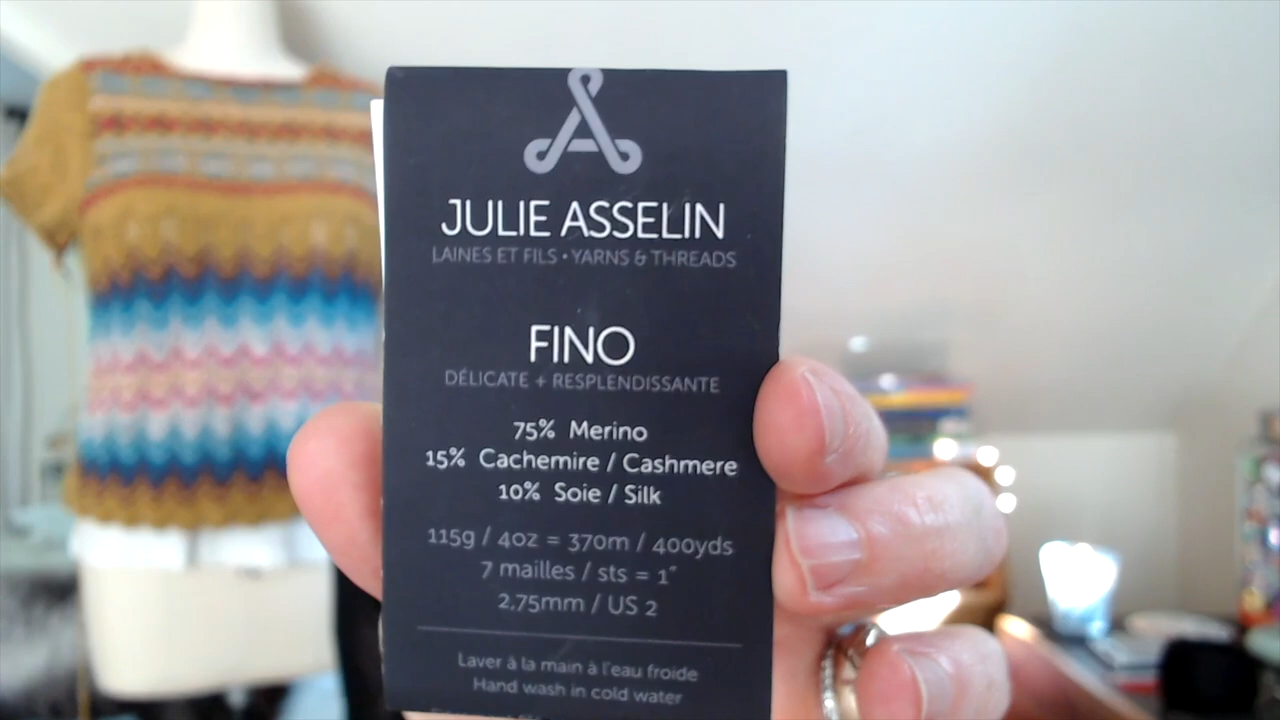 JULIE ASSELIN
LAINES ET FILS • YARNS & THREADS
FINO
DÉLICATE + RESPLENDISSANTE
75% Merino
15% Cachemire / Cashmere
10% Soie / Silk
115g / 4oz = 370m / 400yds
7 mailles / sts = 1"
2,75mm / US 2
Laver à la main à l'eau froide
Hand wash in cold water